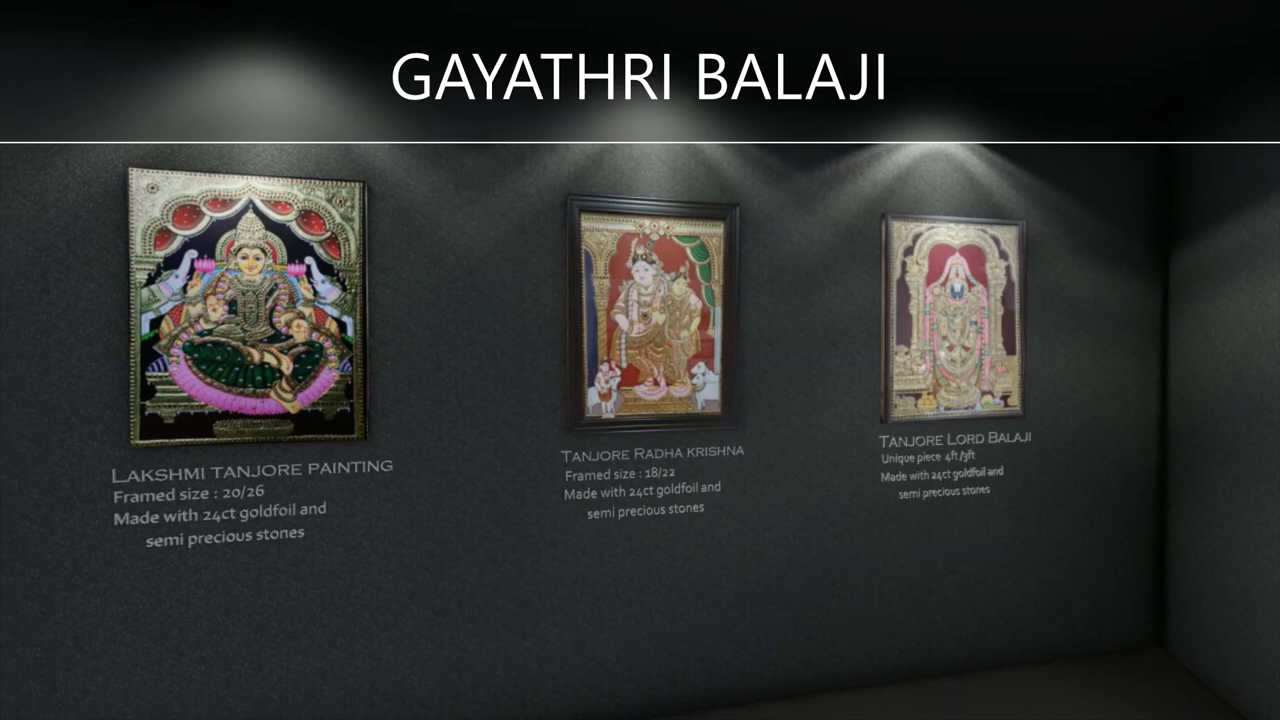 GAYATHRI BALAJI
LAKSHMI TANJORE PAINTING
Framed size : 20/26
Made with 24ct goldfoil and
semi precious stones
TANJORE RADHA KRISHNA
Framed size : 18/22
Made with 24ct goldfoil and
semi precious stones
TANJORE LORD BALAJI
Unique piece 4ft/3ft
Made with 24ct goldfoil and
semi precious stones